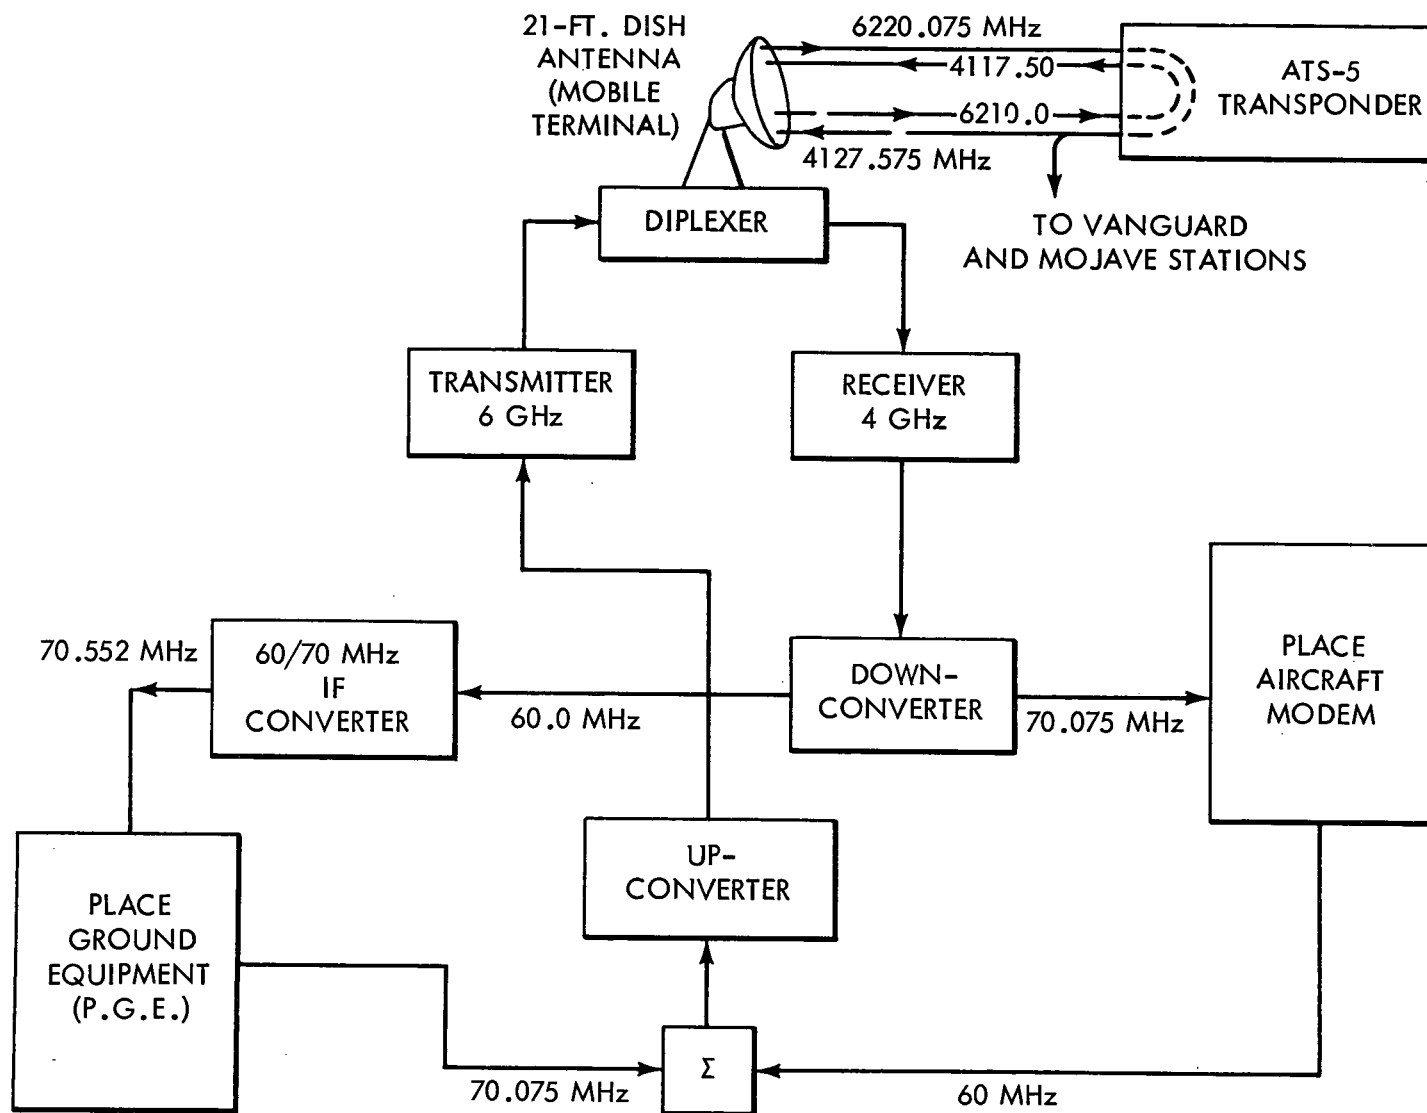 21-FT. DISH
ANTENNA
(MOBILE
TERMINAL)
6220.075 MHz
4117.50
6210.0
4127.575 MHz
ATS-5
TRANSPONDER
TO VANGUARD
AND MOJAVE STATIONS
DIPLEXER
TRANSMITTER
6 GHz
RECEIVER
4 GHz
70.552 MHz
60/70 MHz
IF
CONVERTER
60.0 MHz
DOWN-
CONVERTER
70.075 MHz
PLACE
AIRCRAFT
MODEM
UP-
CONVERTER
PLACE
GROUND
EQUIPMENT
(P.G.E.)
70.075 MHz
Σ
60 MHz